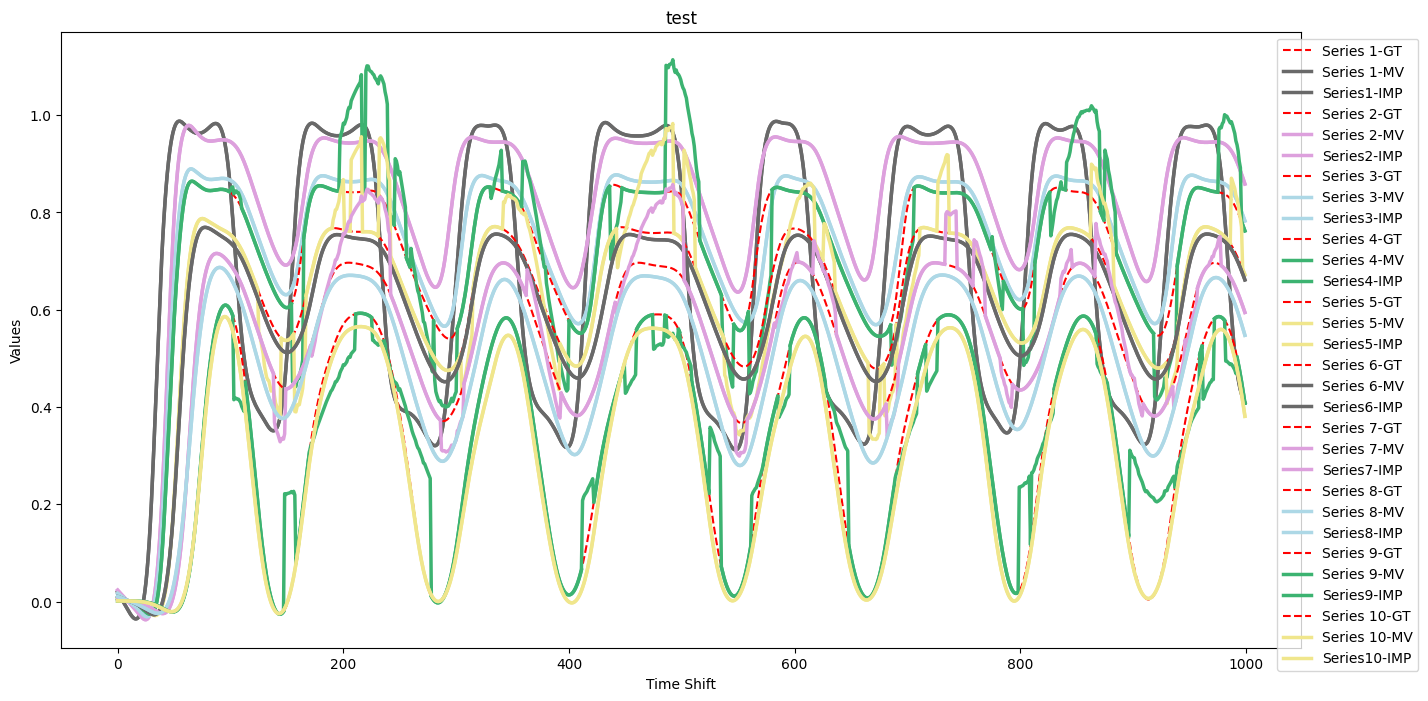 test
Values
1.0
0.8
0.6
0.4
0.2
0.0
0
200
400
600
800
1000
Time Shift
Series 1-GT
Series 1-MV
Series1-IMP
Series 2-GT
Series 2-MV
Series2-IMP
Series 3-GT
Series 3-MV
Series3-IMP
Series 4-GT
Series 4-MV
Series4-IMP
Series 5-GT
Series 5-MV
Series5-IMP
Series 6-GT
Series 6-MV
Series6-IMP
Series 7-GT
Series 7-MV
Series7-IMP
Series 8-GT
Series 8-MV
Series8-IMP
Series 9-GT
Series 9-MV
Series9-IMP
Series 10-GT
Series 10-MV
Series10-IMP